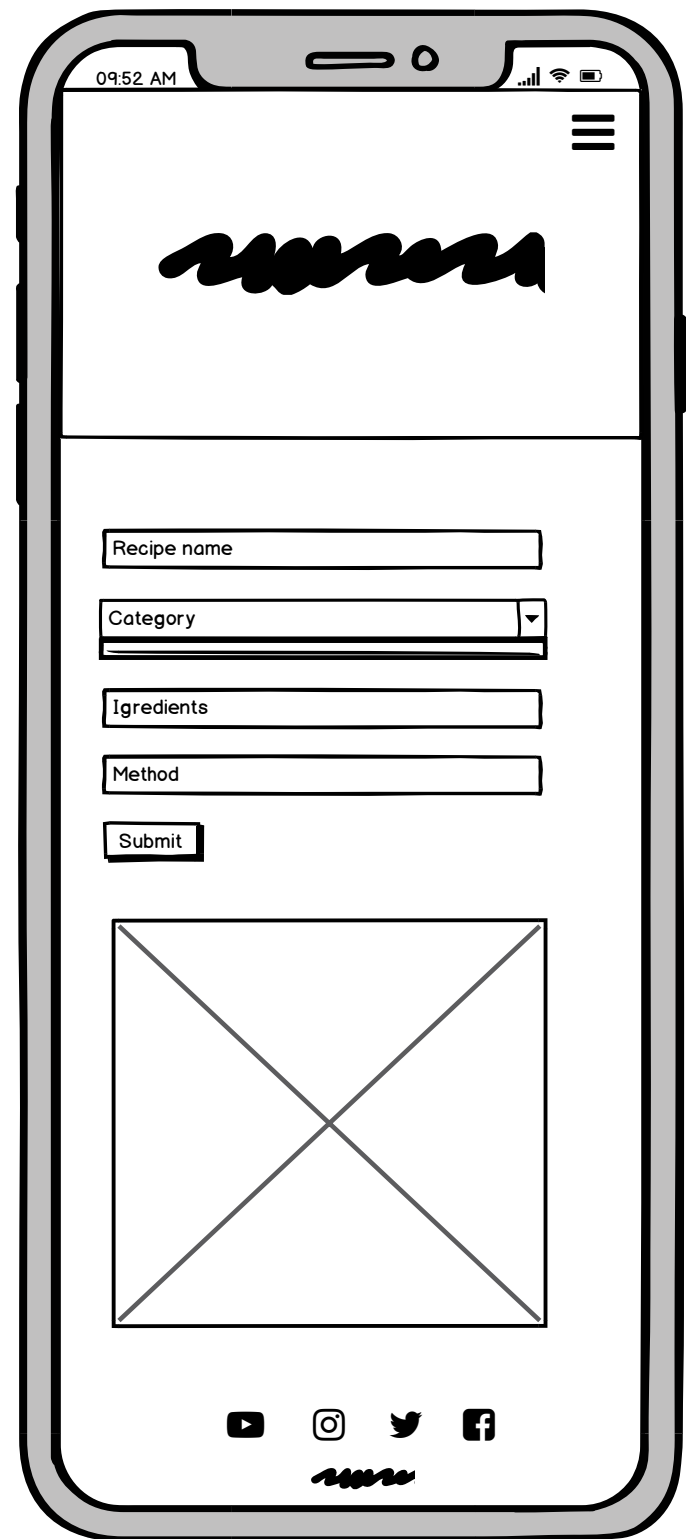 09:52 AM
Recipe name
Category
Igredients
Method
Submit